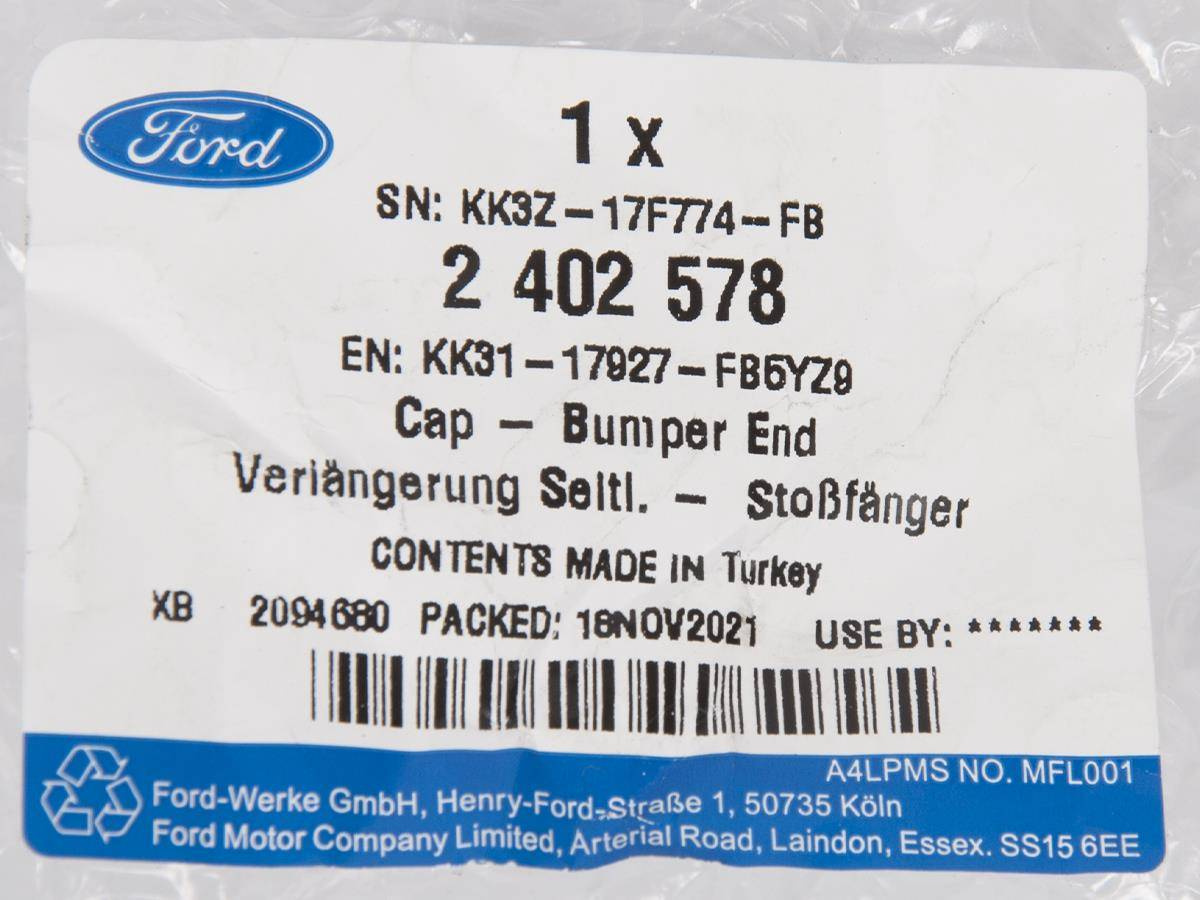 Ford
1 x
SN: KK3Z-17F774-FB
2 402 578
EN: KK31-17927-FB5YZ9
Cap - Bumper End
Verlängerung Seitl. - Stoßfänger
CONTENTS MADE IN Turkey
XB 2094680 PACKED: 18NOV2021 USE BY: *******
A4LPMS NO. MFL001
Ford-Werke GmbH, Henry-Ford-Straße 1, 50735 Köln
Ford Motor Company Limited, Arterial Road, Laindon, Essex. SS15 6EE